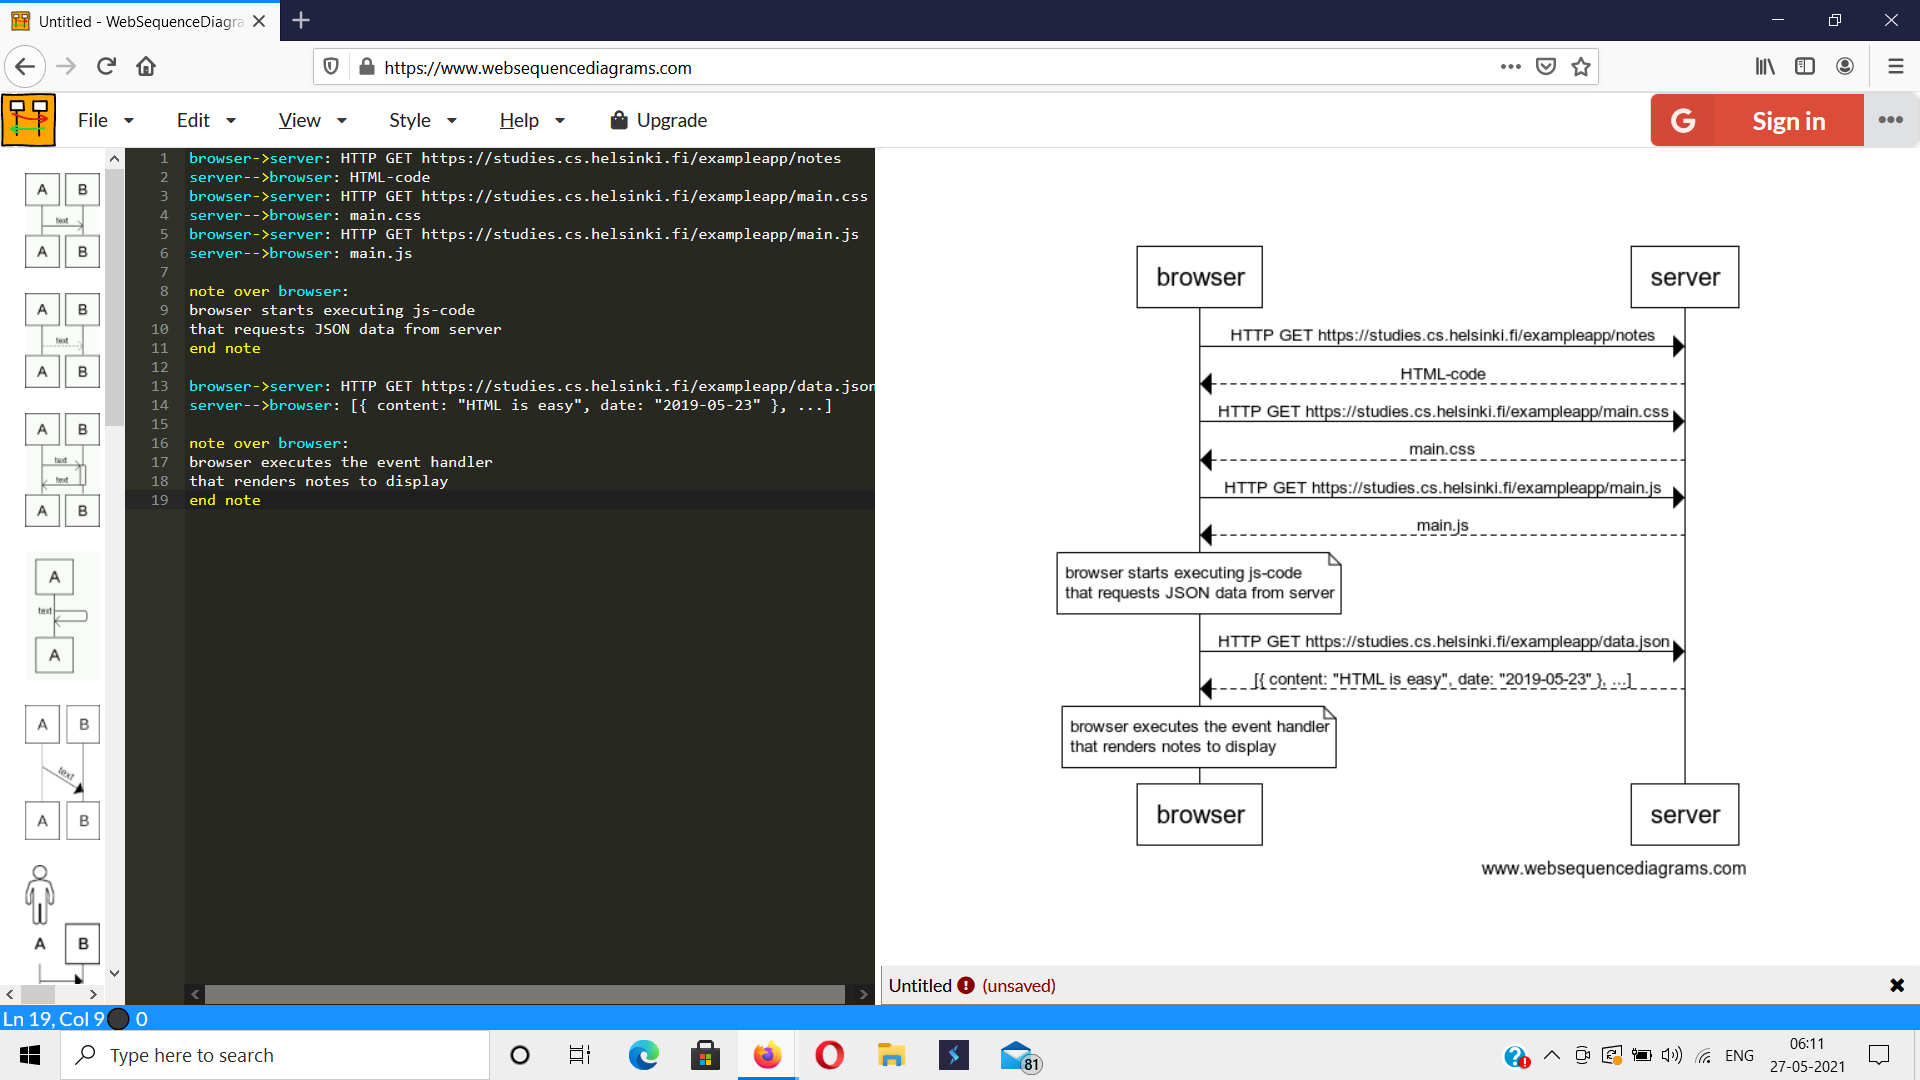 Untitled - WebSequenceDiagra
https://www.websequencediagrams.com
File Edit View Style Help Upgrade
G Sign in
A B
text
A B
A B
text
A B
A B
text
text
A B
A
text
A
A B
text
A B
A B
1 browser->server: HTTP GET https://studies.cs.helsinki.fi/exampleapp/notes
2 server-->browser: HTML-code
3 browser->server: HTTP GET https://studies.cs.helsinki.fi/exampleapp/main.css
4 server-->browser: main.css
5 browser->server: HTTP GET https://studies.cs.helsinki.fi/exampleapp/main.js
6 server-->browser: main.js
7
8 note over browser:
9 browser starts executing js-code
10 that requests JSON data from server
11 end note
12
13 browser->server: HTTP GET https://studies.cs.helsinki.fi/exampleapp/data.json
14 server-->browser: [{ content: "HTML is easy", date: "2019-05-23" }, ...]
15
16 note over browser:
17 browser executes the event handler
18 that renders notes to display
19 end note
browser server
HTTP GET https://studies.cs.helsinki.fi/exampleapp/notes
HTML-code
HTTP GET https://studies.cs.helsinki.fi/exampleapp/main.css
main.css
HTTP GET https://studies.cs.helsinki.fi/exampleapp/main.js
main.js
browser starts executing js-code
that requests JSON data from server
HTTP GET https://studies.cs.helsinki.fi/exampleapp/data.json
[{ content: "HTML is easy", date: "2019-05-23" }, ...]
browser executes the event handler
that renders notes to display
browser server
www.websequencediagrams.com
Untitled (unsaved)
Ln 19, Col 9 0
Type here to search
81
ENG
06:11
27-05-2021